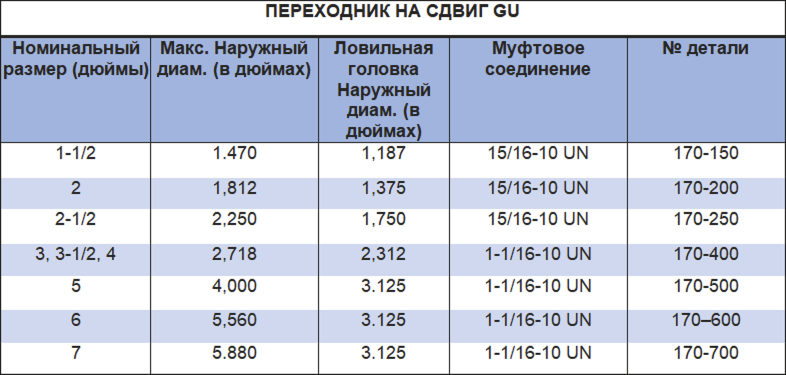 ПЕРЕХОДНИК НА СДВИГ GU
Номинальный размер (дюймы) Макс. Наружный диам. (в дюймах) Ловильная головка Наружный диам. (в дюймах) Муфтовое соединение № детали
1-1/2 1.470 1,187 15/16-10 UN 170-150
2 1,812 1,375 15/16-10 UN 170-200
2-1/2 2,250 1,750 15/16-10 UN 170-250
3, 3-1/2, 4 2,718 2,312 1-1/16-10 UN 170-400
5 4,000 3.125 1-1/16-10 UN 170-500
6 5,560 3.125 1-1/16-10 UN 170–600
7 5.880 3.125 1-1/16-10 UN 170-700